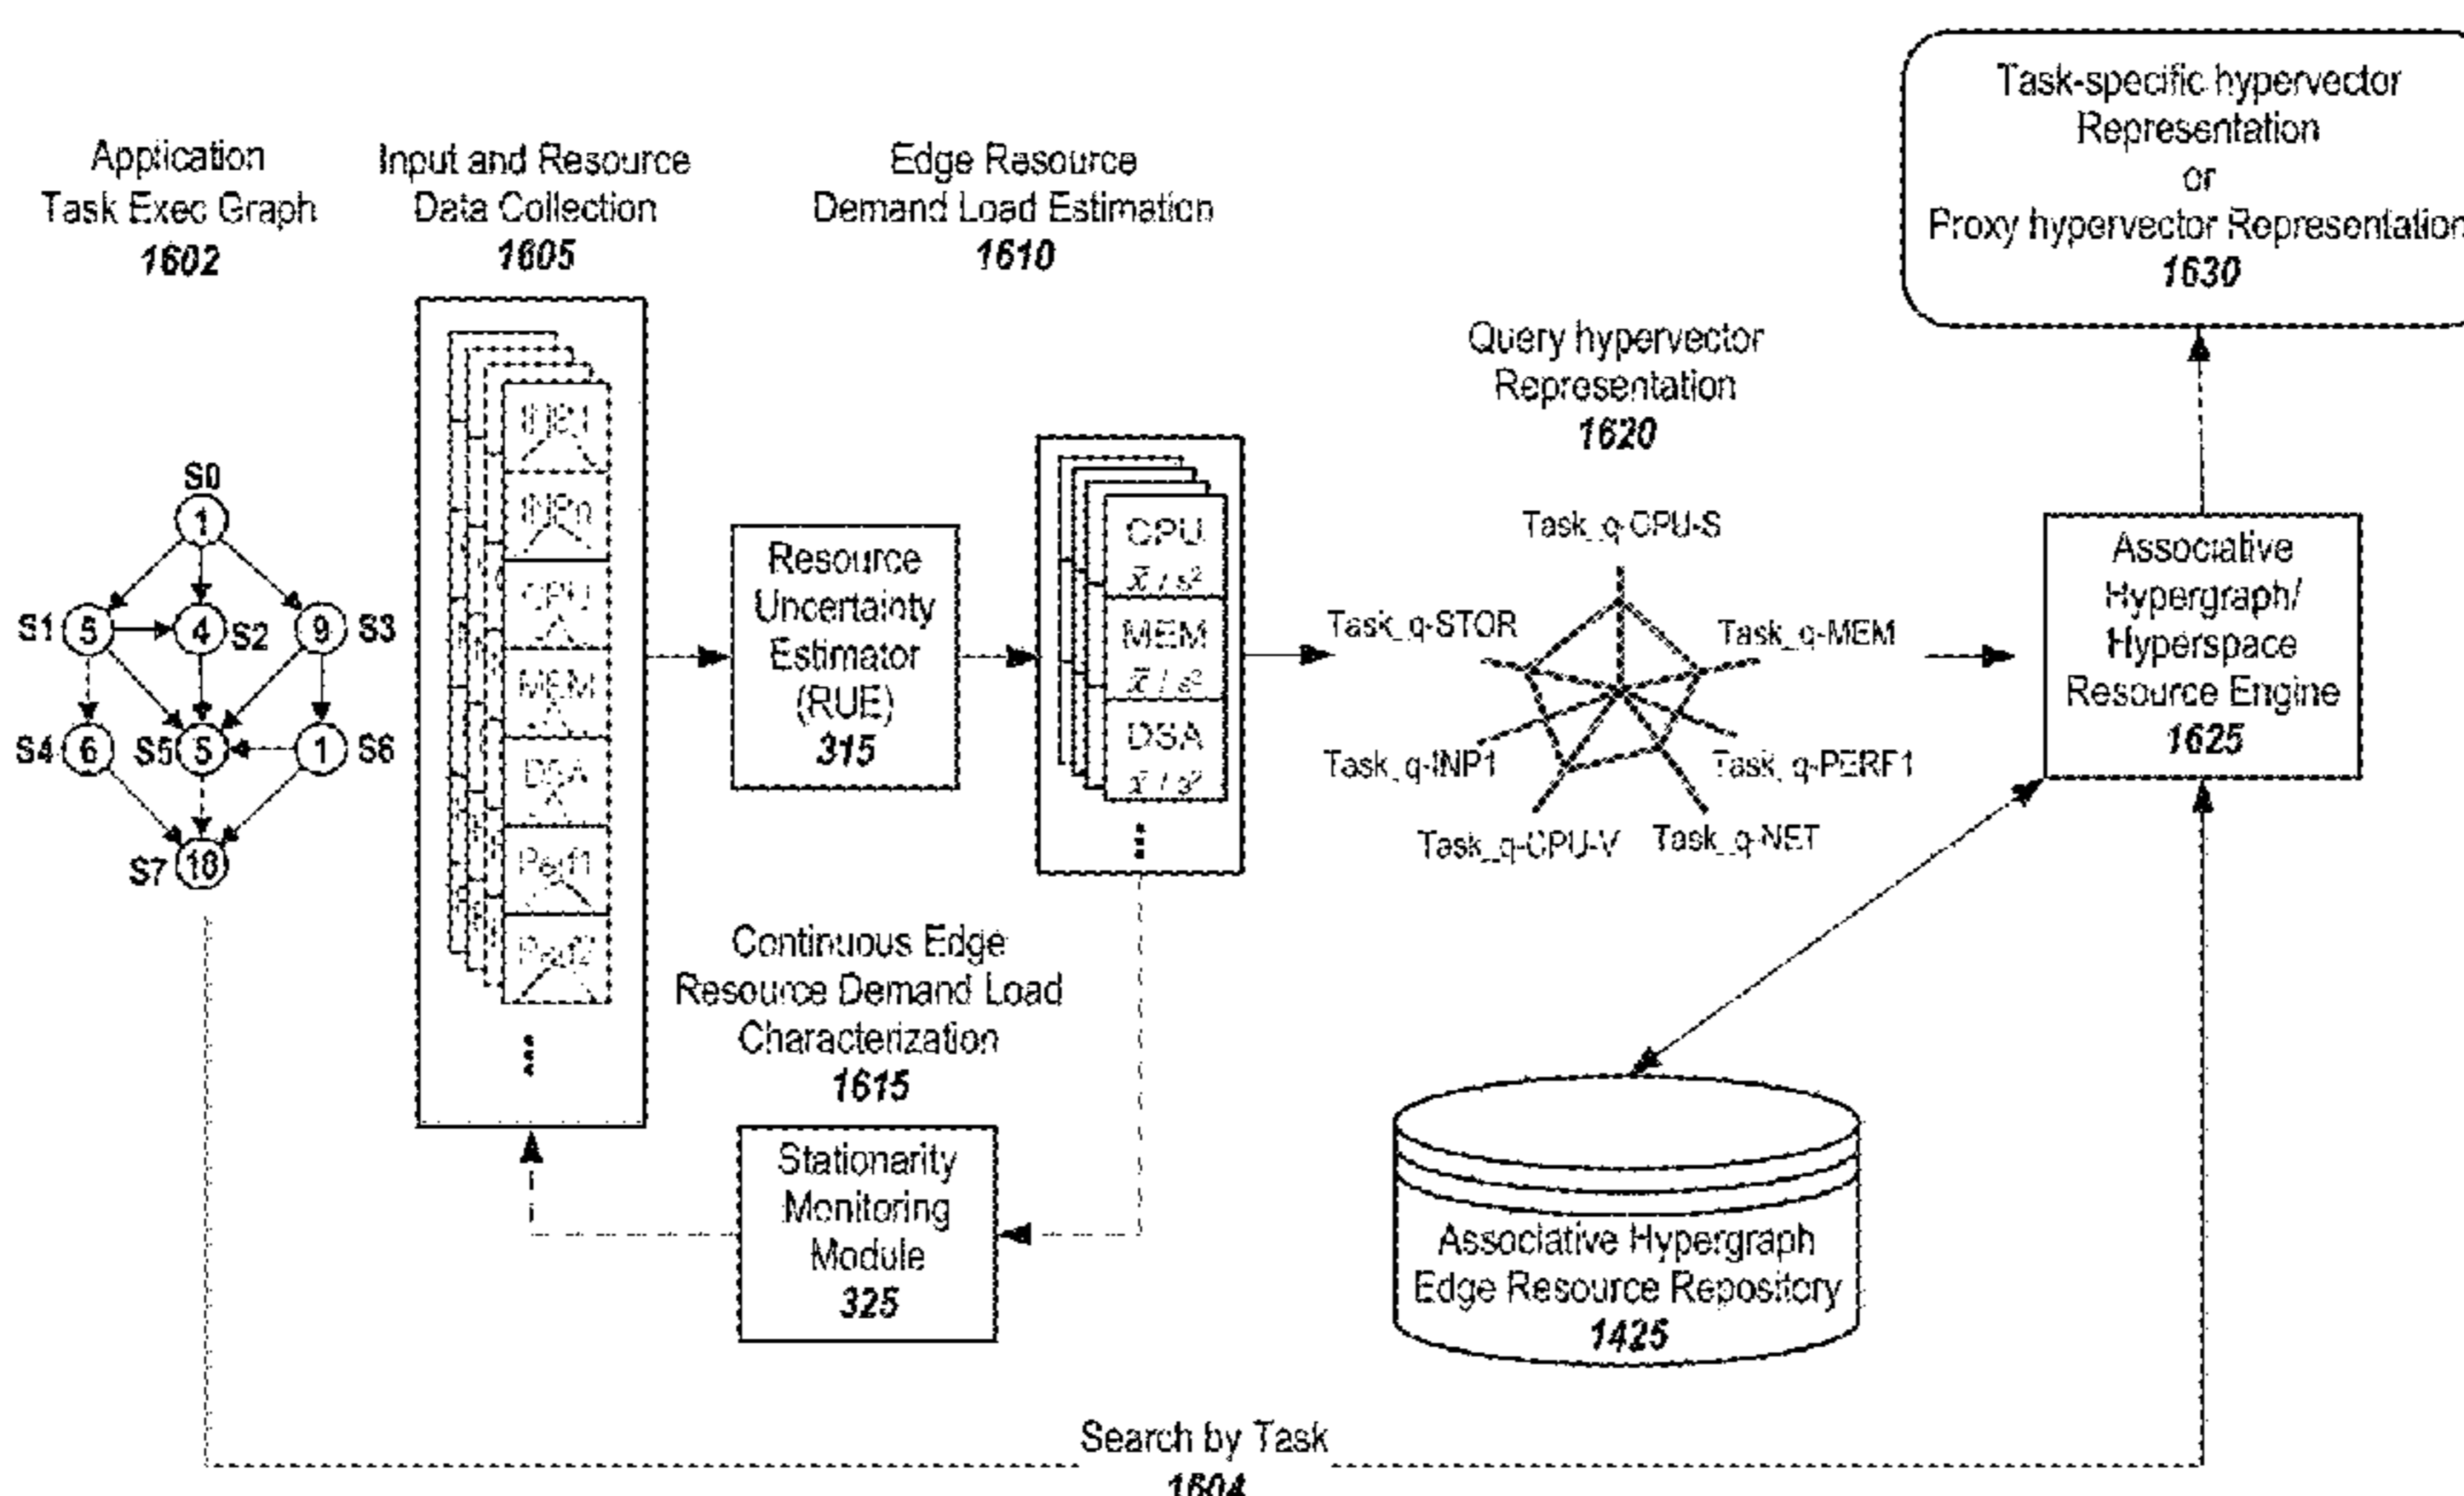 Application
Task Exec Graph
1602
Input and Resource
Data Collection
1605
Edge Resource
Demand Load Estimation
1610
Task-specific hypervector
Representation
or
Proxy hypervector Representation
1630
Query hypervector
Representation
1620
S0
1
S1
5
4
S2
9
S3
S4
6
S5
5
1
S6
S7
10
INP1
INPn
CPU
MEM
DSA
Perf1
Perf2
...
Resource
Uncertainty
Estimator
(RUE)
315
CPU
x̄ / s²
MEM
x̄ / s²
DSA
x̄ / s²
...
Task_q-CPU-S
Task_q-STOR
Task_q-MEM
Task_q-INP1
Task_q-PERF1
Task_q-CPU-V
Task_q-NET
Associative
Hypergraph/
Hyperspace
Resource Engine
1625
Continuous Edge
Resource Demand Load
Characterization
1615
Stationarity
Monitoring
Module
325
Associative Hypergraph
Edge Resource Repository
1425
Search by Task
1604